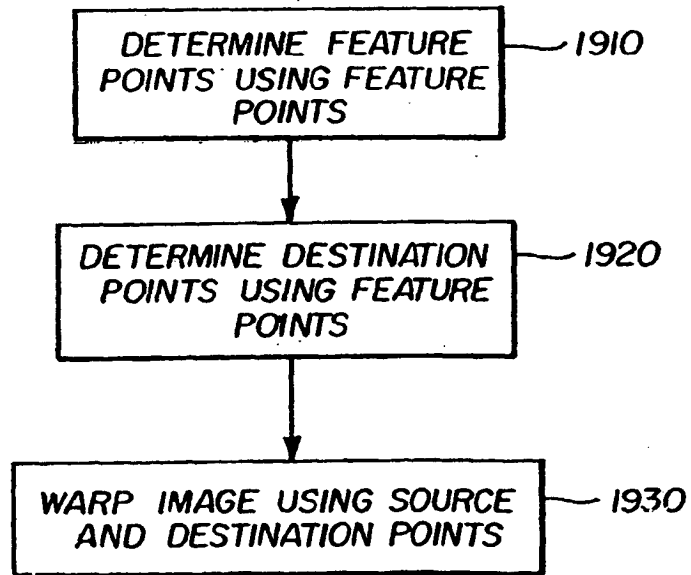 DETERMINE FEATURE
POINTS USING FEATURE
POINTS
1910
DETERMINE DESTINATION
POINTS USING FEATURE
POINTS
1920
WARP IMAGE USING SOURCE
AND DESTINATION POINTS
1930